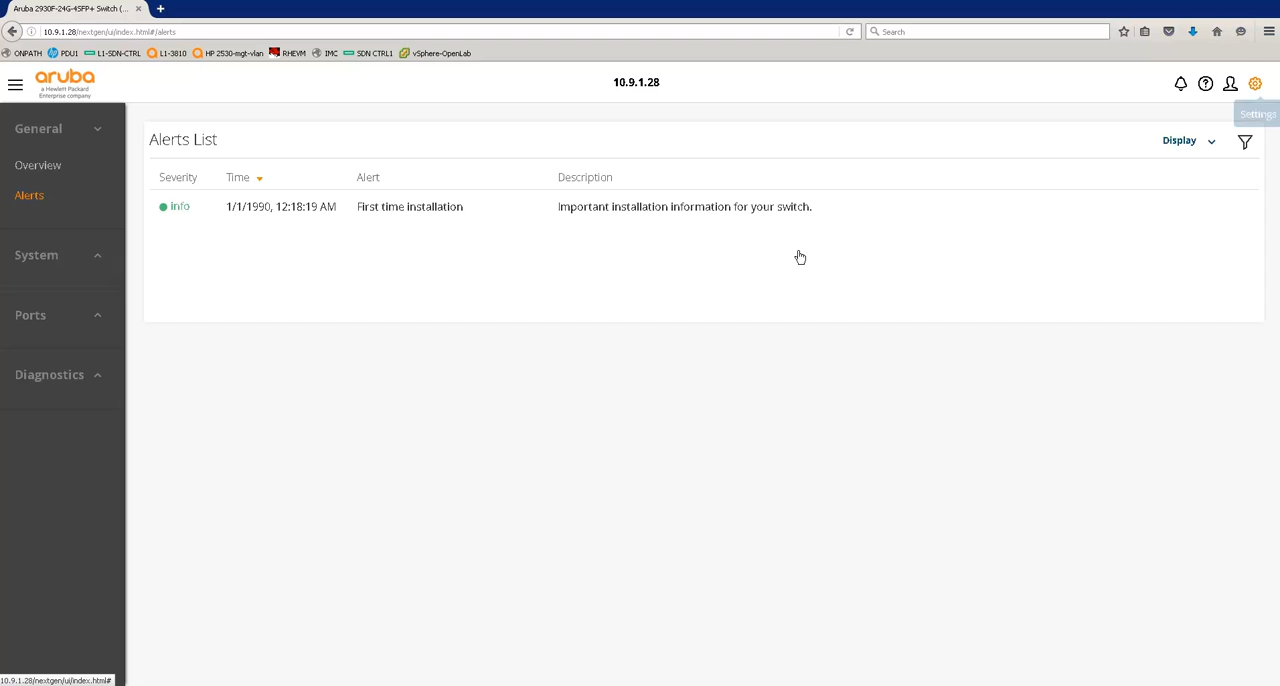 Aruba 2930F-24G-4SFP+ Switch (...
10.9.1.28/nextgen/ui/index.html#/alerts
Search
ONPATH PDU1 L1-SDN-CTRL L1-3810 HP 2530-mgt-vlan RHEVM IMC SDN CTRL1 vSphere-OpenLab
aruba
a Hewlett Packard
Enterprise company
10.9.1.28
Settings
General
Overview
Alerts
System
Ports
Diagnostics
Alerts List
Display
Severity Time Alert Description
info 1/1/1990, 12:18:19 AM First time installation Important installation information for your switch.
10.9.1.28/nextgen/ui/index.html#